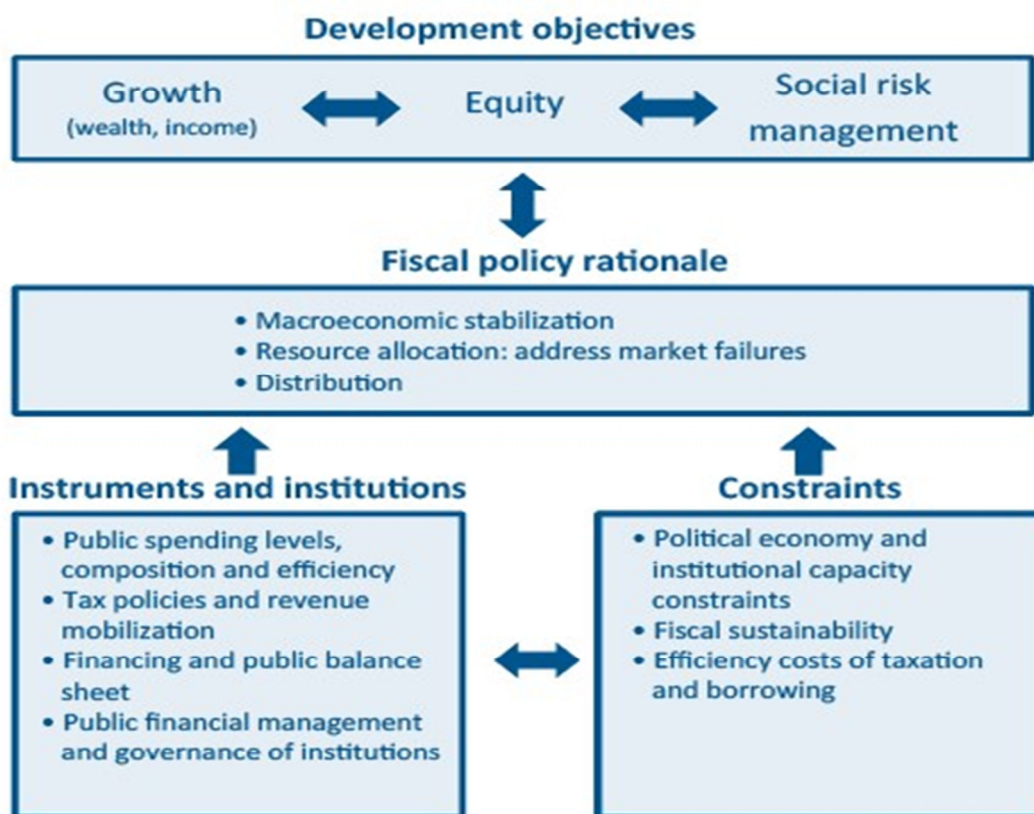 Development objectives
Growth
(wealth, income)
Equity
Social risk
management
Fiscal policy rationale
• Macroeconomic stabilization
• Resource allocation: address market failures
• Distribution
Instruments and institutions
• Public spending levels,
composition and efficiency
• Tax policies and revenue
mobilization
• Financing and public balance
sheet
• Public financial management
and governance of institutions
Constraints
• Political economy and
institutional capacity
constraints
• Fiscal sustainability
• Efficiency costs of taxation
and borrowing